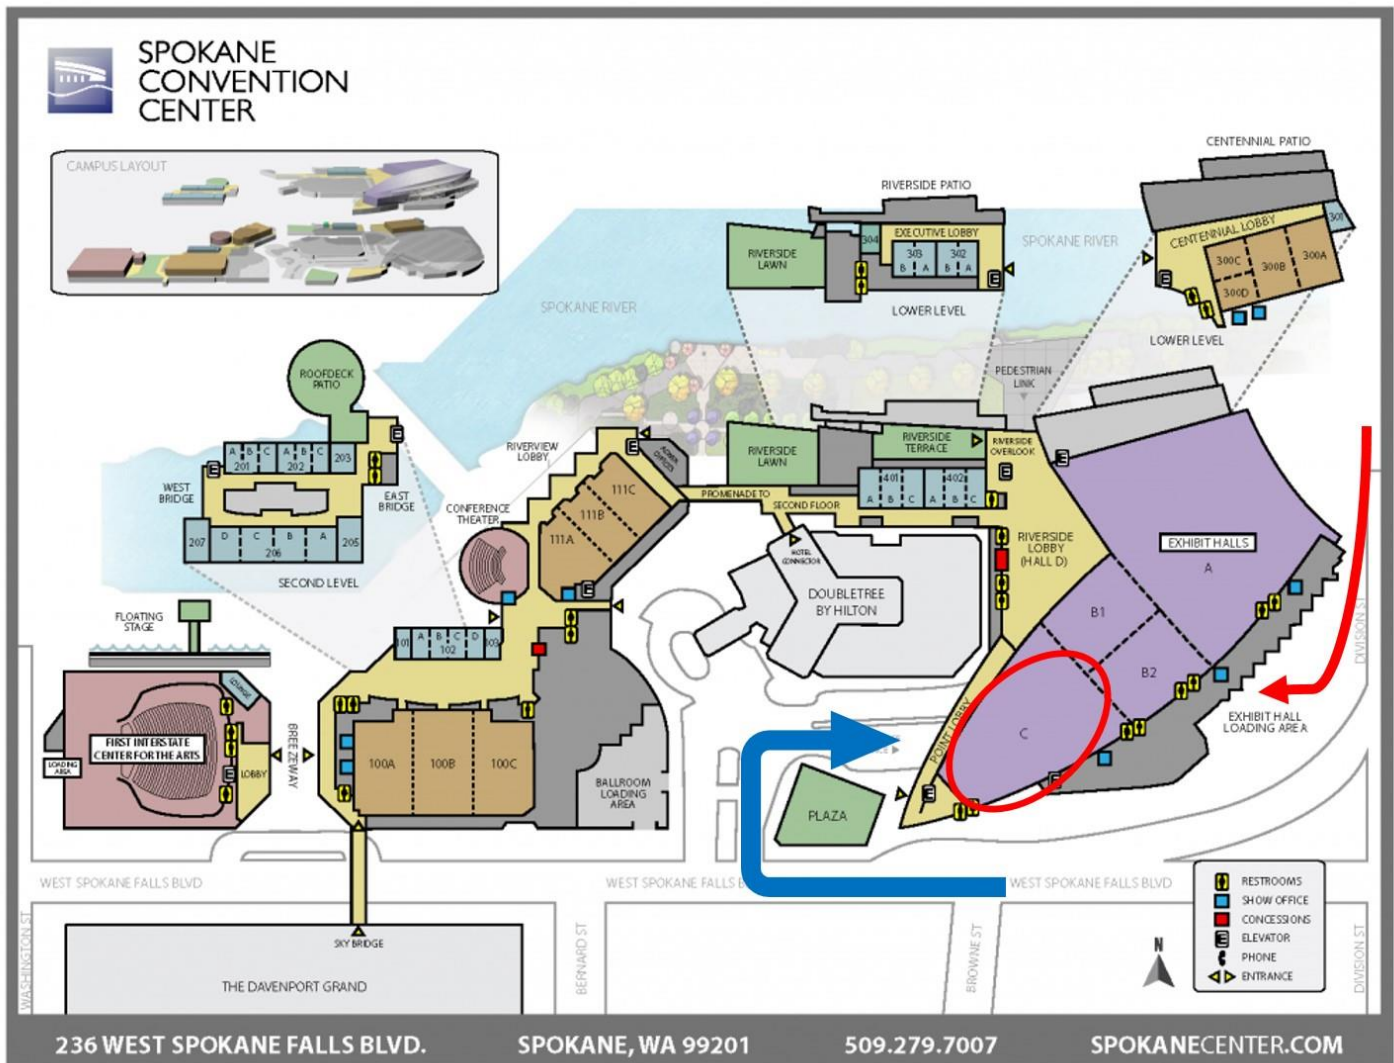 SPOKANE
CONVENTION
CENTER
CAMPUS LAYOUT
CENTENNIAL PATIO
301
CENTENNIAL LOBBY
300C
300B
300A
300D
LOWER LEVEL
RIVERSIDE PATIO
RIVERSIDE
LAWN
304
EXECUTIVE LOBBY
303
302
B A B A
LOWER LEVEL
SPOKANE RIVER
SPOKANE RIVER
PEDESTRIAN
LINK
ROOFDECK
PATIO
A B C A B C
201 202 203
WEST
BRIDGE
EAST
BRIDGE
207 D C B A 205
206
SECOND LEVEL
RIVERVIEW
LOBBY
CONFERENCE
THEATER
111C
111B
111A
RIVERSIDE
LAWN
RIVERSIDE
TERRACE
RIVERSIDE
OVERLOOK
401 402
A B C A B C
PROMENADE TO
SECOND FLOOR
HOTEL
CONNECTOR
DOUBLETREE
BY HILTON
RIVERSIDE
LOBBY
(HALL D)
EXHIBIT HALLS
A
B1
B2
C
POINT LOBBY
EXHIBIT HALL
LOADING AREA
DIVISION ST
FLOATING
STAGE
LOUNGE
FIRST INTERSTATE
CENTER FOR THE ARTS
LOADING
AREA
LOBBY
BREEZEWAY
101 A B C D 103
102
100A 100B 100C
BALLROOM
LOADING
AREA
PLAZA
WEST SPOKANE FALLS BLVD
WEST SPOKANE FALLS B
WEST SPOKANE FALLS BLVD
WASHINGTON ST
SKY BRIDGE
THE DAVENPORT GRAND
BERNARD ST
BROWNE ST
DIVISION ST
N
RESTROOMS
SHOW OFFICE
CONCESSIONS
E ELEVATOR
PHONE
ENTRANCE
236 WEST SPOKANE FALLS BLVD. SPOKANE, WA 99201 509.279.7007 SPOKANECENTER.COM